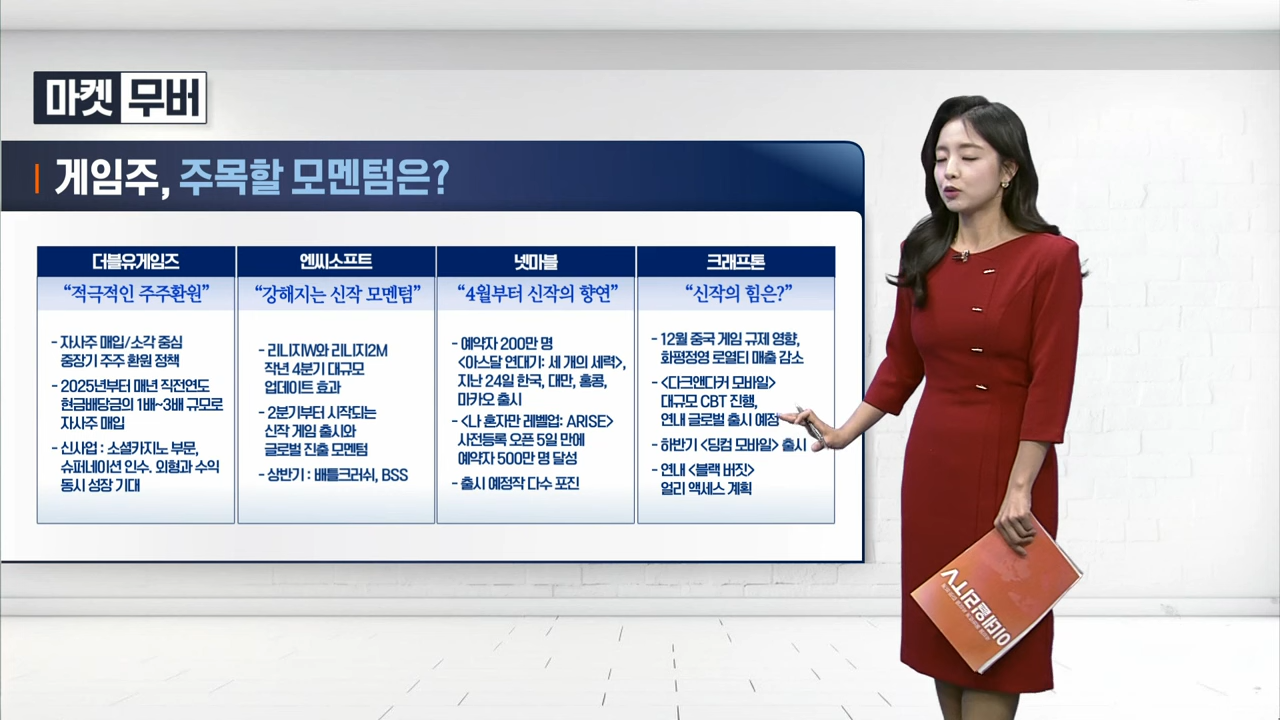 마켓무버
게임주, 주목할 모멘텀은?
더블유게임즈
“적극적인 주주환원”
- 자사주 매입/소각 중심
중장기 주주 환원 정책
- 2025년부터 매년 직전연도
현금배당금의 1배~3배 규모로
자사주 매입
- 신사업 : 소셜카지노 부문,
슈퍼네이션 인수. 외형과 수익
동시 성장 기대
엔씨소프트
“강해지는 신작 모멘텀”
- 리니지W와 리니지2M
작년 4분기 대규모
업데이트 효과
- 2분기부터 시작되는
신작 게임 출시와
글로벌 진출 모멘텀
- 상반기 : 배틀크러쉬, BSS
넷마블
“4월부터 신작의 향연”
- 예약자 200만 명
<아스달 연대기: 세 개의 세력>,
지난 24일 한국, 대만, 홍콩,
마카오 출시
- <나 혼자만 레벨업: ARISE>
사전등록 오픈 5일 만에
예약자 500만 명 달성
- 출시 예정작 다수 포진
크래프톤
“신작의 힘은?”
- 12월 중국 게임 규제 영향,
화평정영 로열티 매출 감소
- <다크앤다커 모바일>
대규모 CBT 진행,
연내 글로벌 출시 예정
- 하반기 <딩컴 모바일> 출시
- 연내 <블랙 버짓>
얼리 액세스 계획
이데일리TV